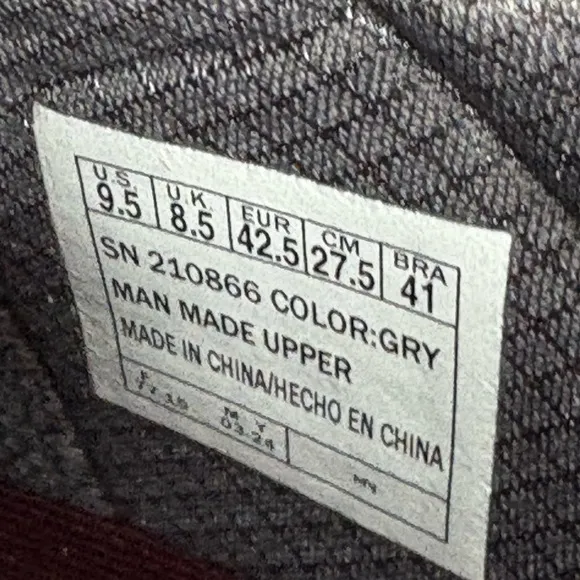 U.S. U.K. EUR CM BRA
9.5 8.5 42.5 27.5 41
SN 210866 COLOR:GRY
MAN MADE UPPER
MADE IN CHINA/HECHO EN CHINA
M Y
03.24